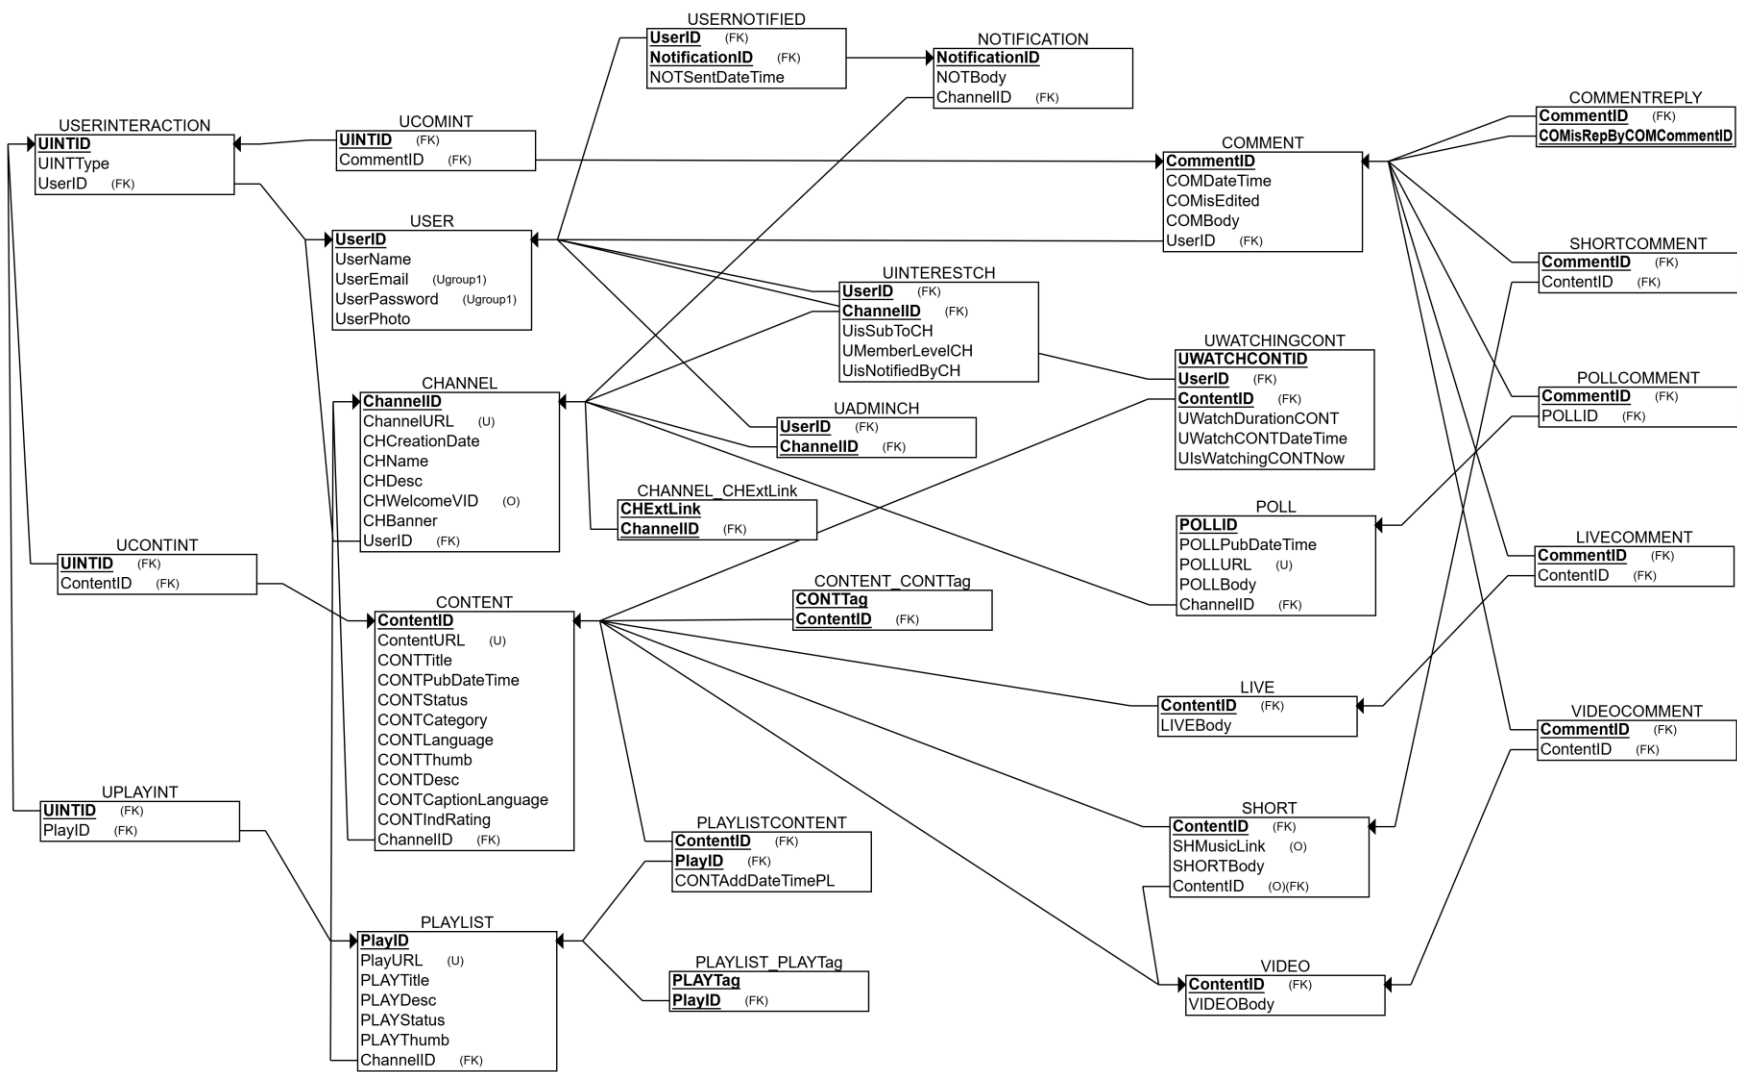 USERNOTIFIED
UserID (FK)
NotificationID (FK)
NOTSentDateTime
NOTIFICATION
NotificationID
NOTBody
ChannelID (FK)
COMMENTREPLY
CommentID (FK)
COMisRepByCOMCommentID
USERINTERACTION
UINTID
UINTType
UserID (FK)
UCOMINT
UINTID (FK)
CommentID (FK)
COMMENT
CommentID
COMDateTime
COMisEdited
COMBody
UserID (FK)
USER
UserID
UserName
UserEmail (Ugroup1)
UserPassword (Ugroup1)
UserPhoto
SHORTCOMMENT
CommentID (FK)
ContentID (FK)
UINTERESTCH
UserID (FK)
ChannelID (FK)
UisSubToCH
UMemberLevelCH
UisNotifiedByCH
UWATCHINGCONT
UWATCHCONTID
UserID (FK)
ContentID (FK)
UWatchDurationCONT
UWatchCONTDateTime
UIsWatchingCONTNow
POLLCOMMENT
CommentID (FK)
POLLID (FK)
CHANNEL
ChannelID
ChannelURL (U)
CHCreationDate
CHName
CHDesc
CHWelcomeVID (O)
CHBanner
UserID (FK)
UADMINCH
UserID (FK)
ChannelID (FK)
CHANNEL_CHExtLink
CHExtLink
ChannelID (FK)
POLL
POLLID
POLLPubDateTime
POLLURL (U)
POLLBody
ChannelID (FK)
LIVECOMMENT
CommentID (FK)
ContentID (FK)
UCONTINT
UINTID (FK)
ContentID (FK)
CONTENT_CONTTag
CONTTag
ContentID (FK)
CONTENT
ContentID
ContentURL (U)
CONTTitle
CONTPubDateTime
CONTStatus
CONTCategory
CONTLanguage
CONTThumb
CONTDesc
CONTCaptionLanguage
CONTIndRating
ChannelID (FK)
LIVE
ContentID (FK)
LIVEBody
VIDEOCOMMENT
CommentID (FK)
ContentID (FK)
UPLAYINT
UINTID (FK)
PlayID (FK)
SHORT
ContentID (FK)
SHMusicLink (O)
SHORTBody
ContentID (O)(FK)
PLAYLISTCONTENT
ContentID (FK)
PlayID (FK)
CONTAddDateTimePL
PLAYLIST
PlayID
PlayURL (U)
PLAYTitle
PLAYDesc
PLAYStatus
PLAYThumb
ChannelID (FK)
PLAYLIST_PLAYTag
PLAYTag
PlayID (FK)
VIDEO
ContentID (FK)
VIDEOBody